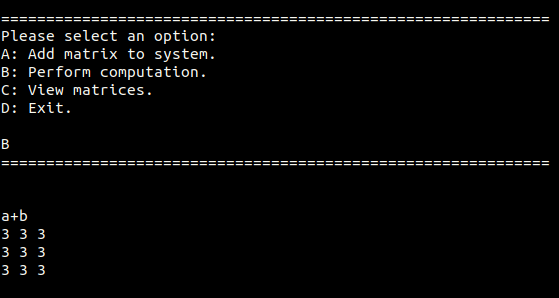 =============================================================
Please select an option:
A: Add matrix to system.
B: Perform computation.
C: View matrices.
D: Exit.
B
=============================================================
a+b
3 3 3
3 3 3
3 3 3